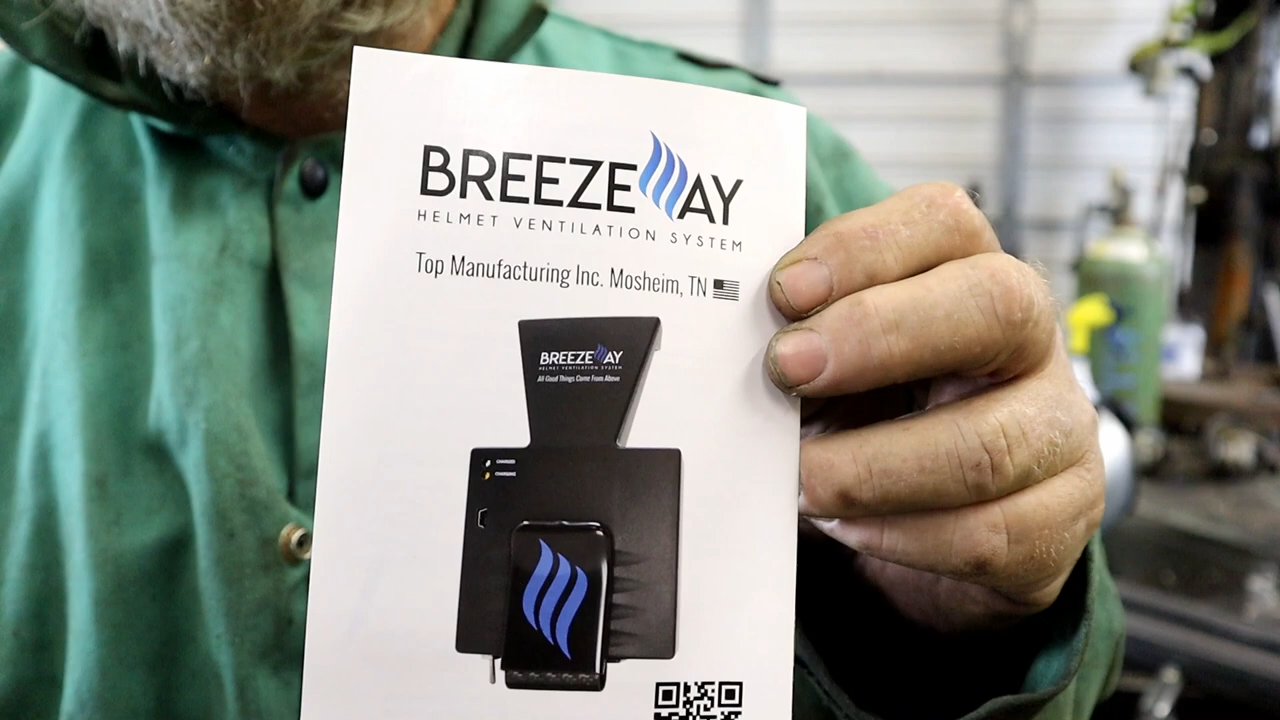 BREEZEWAY
HELMET VENTILATION SYSTEM
Top Manufacturing Inc. Mosheim, TN
BREEZEWAY
HELMET VENTILATION SYSTEM
All Good Things Come From Above
CHARGED
CHARGING